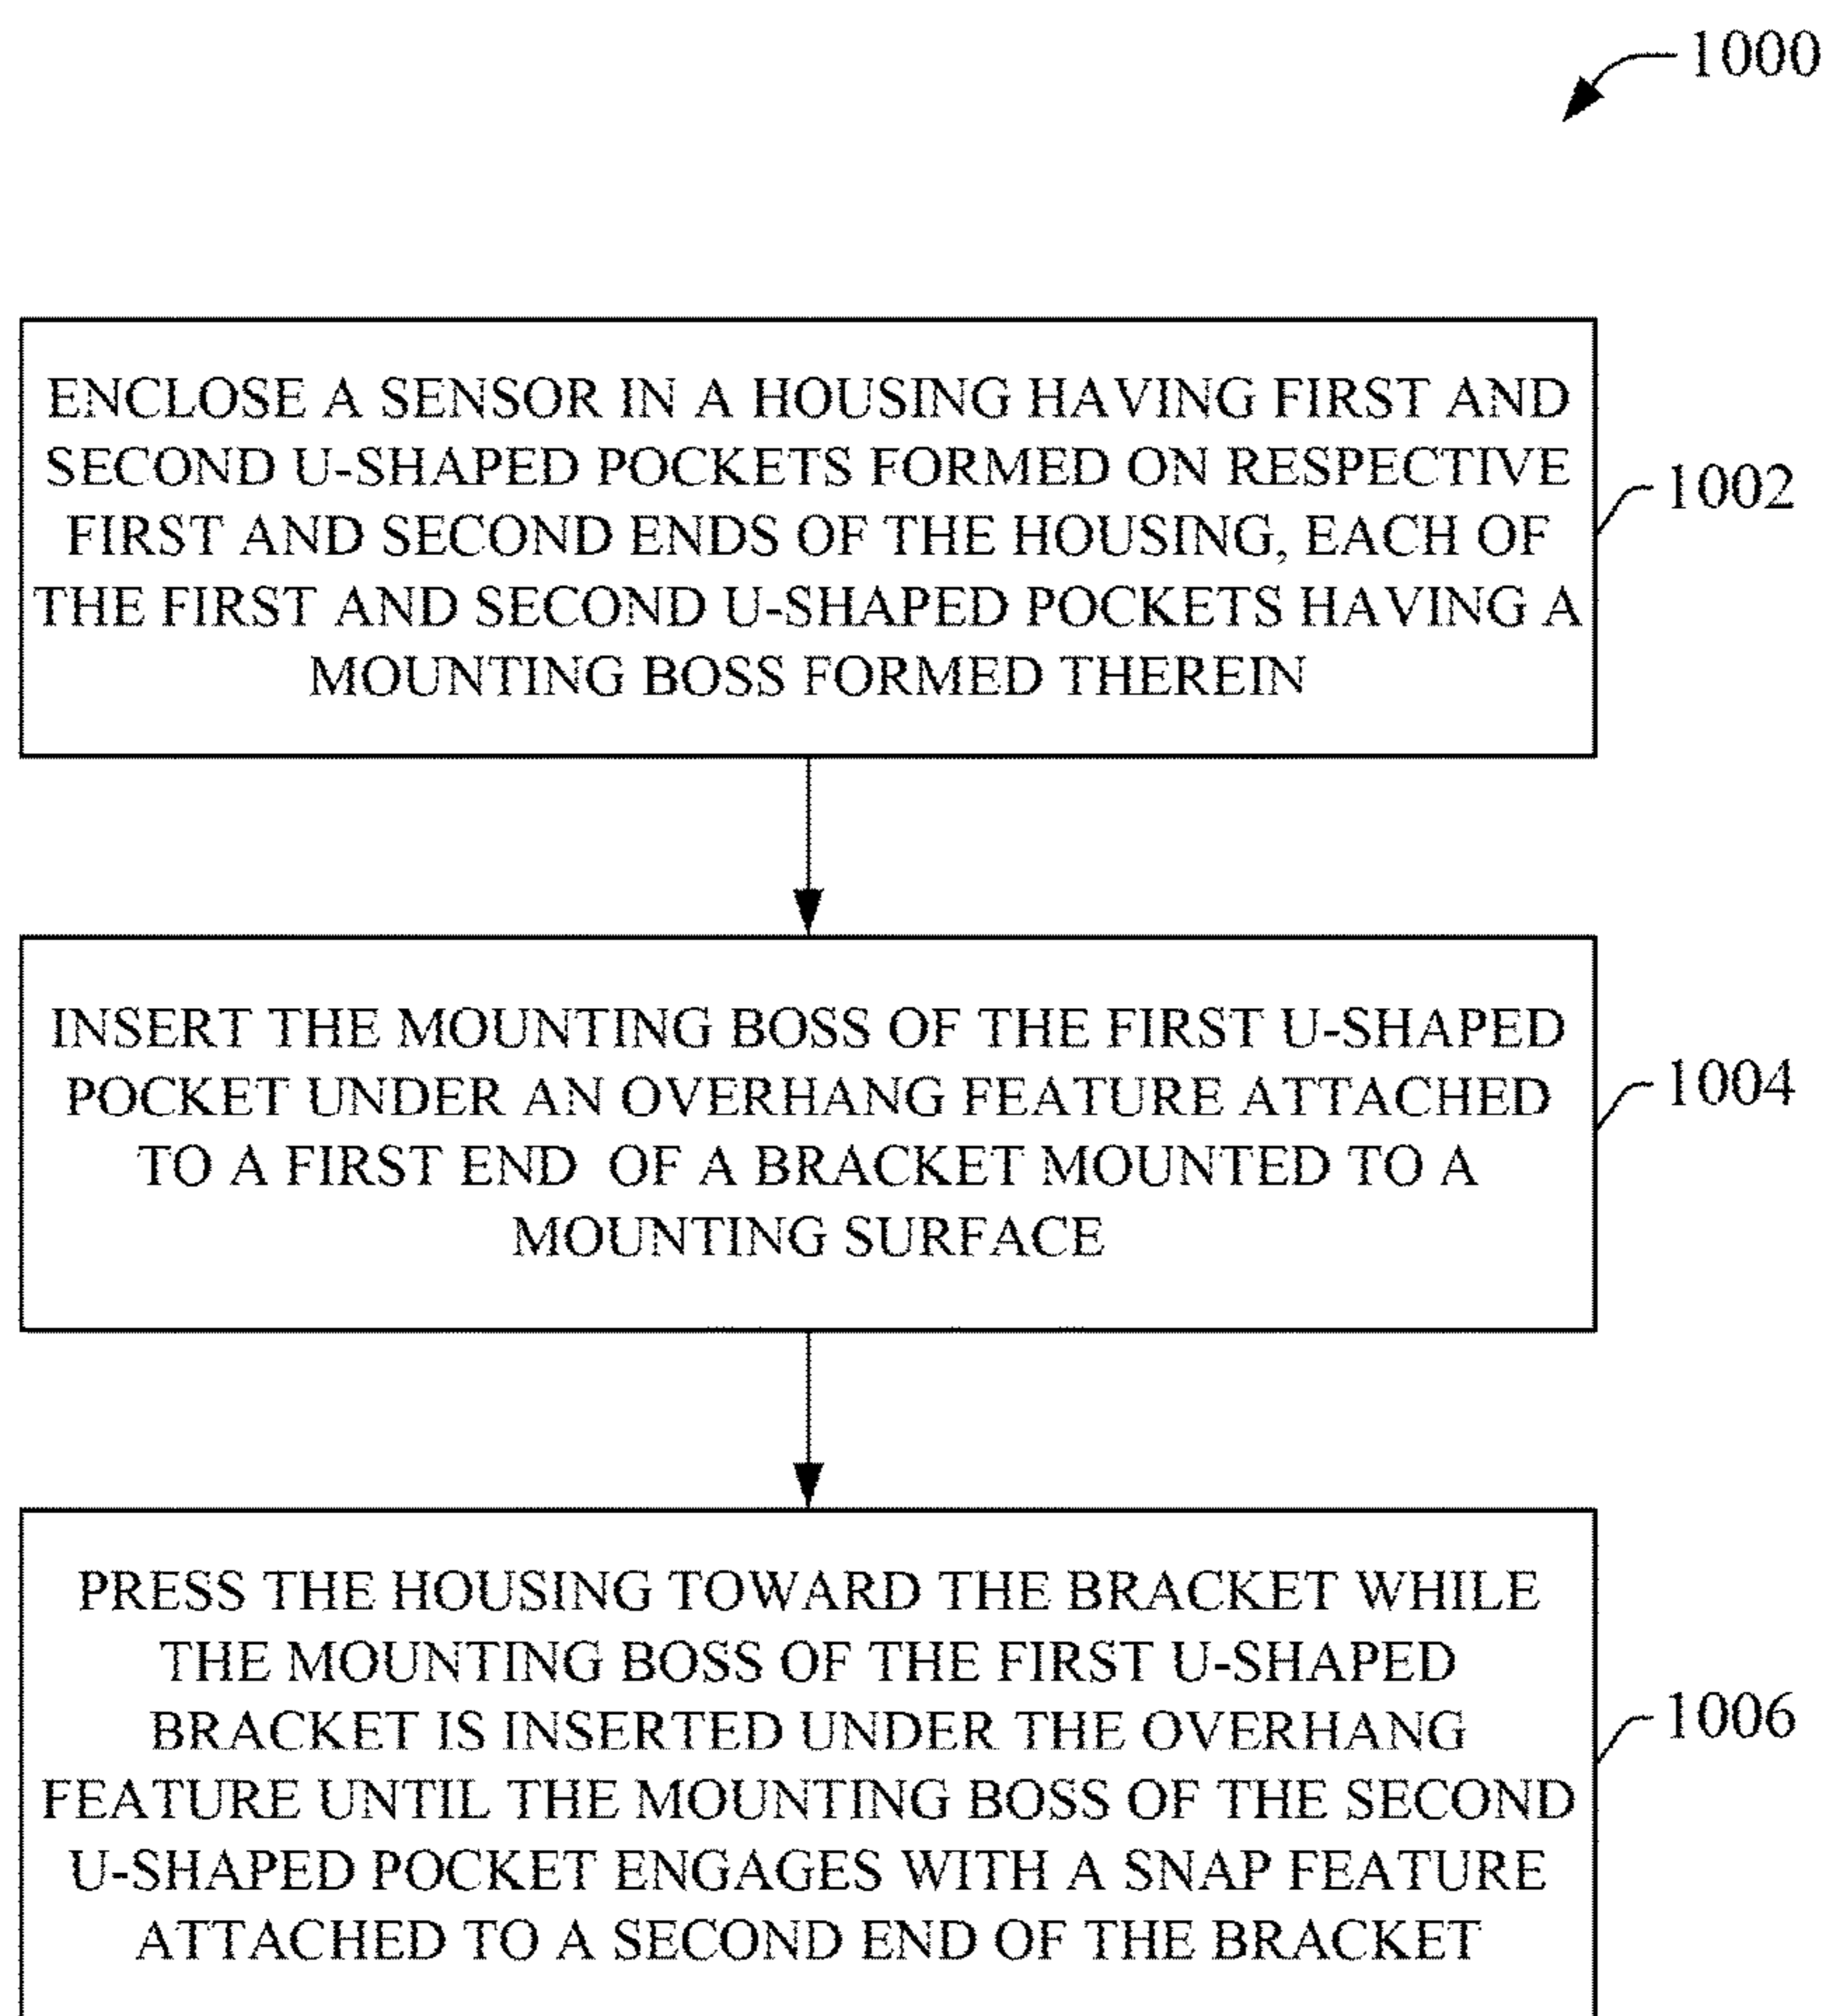 1000
ENCLOSE A SENSOR IN A HOUSING HAVING FIRST AND
SECOND U-SHAPED POCKETS FORMED ON RESPECTIVE
FIRST AND SECOND ENDS OF THE HOUSING, EACH OF
THE FIRST AND SECOND U-SHAPED POCKETS HAVING A
MOUNTING BOSS FORMED THEREIN
1002
INSERT THE MOUNTING BOSS OF THE FIRST U-SHAPED
POCKET UNDER AN OVERHANG FEATURE ATTACHED
TO A FIRST END OF A BRACKET MOUNTED TO A
MOUNTING SURFACE
1004
PRESS THE HOUSING TOWARD THE BRACKET WHILE
THE MOUNTING BOSS OF THE FIRST U-SHAPED
BRACKET IS INSERTED UNDER THE OVERHANG
FEATURE UNTIL THE MOUNTING BOSS OF THE SECOND
U-SHAPED POCKET ENGAGES WITH A SNAP FEATURE
ATTACHED TO A SECOND END OF THE BRACKET
1006